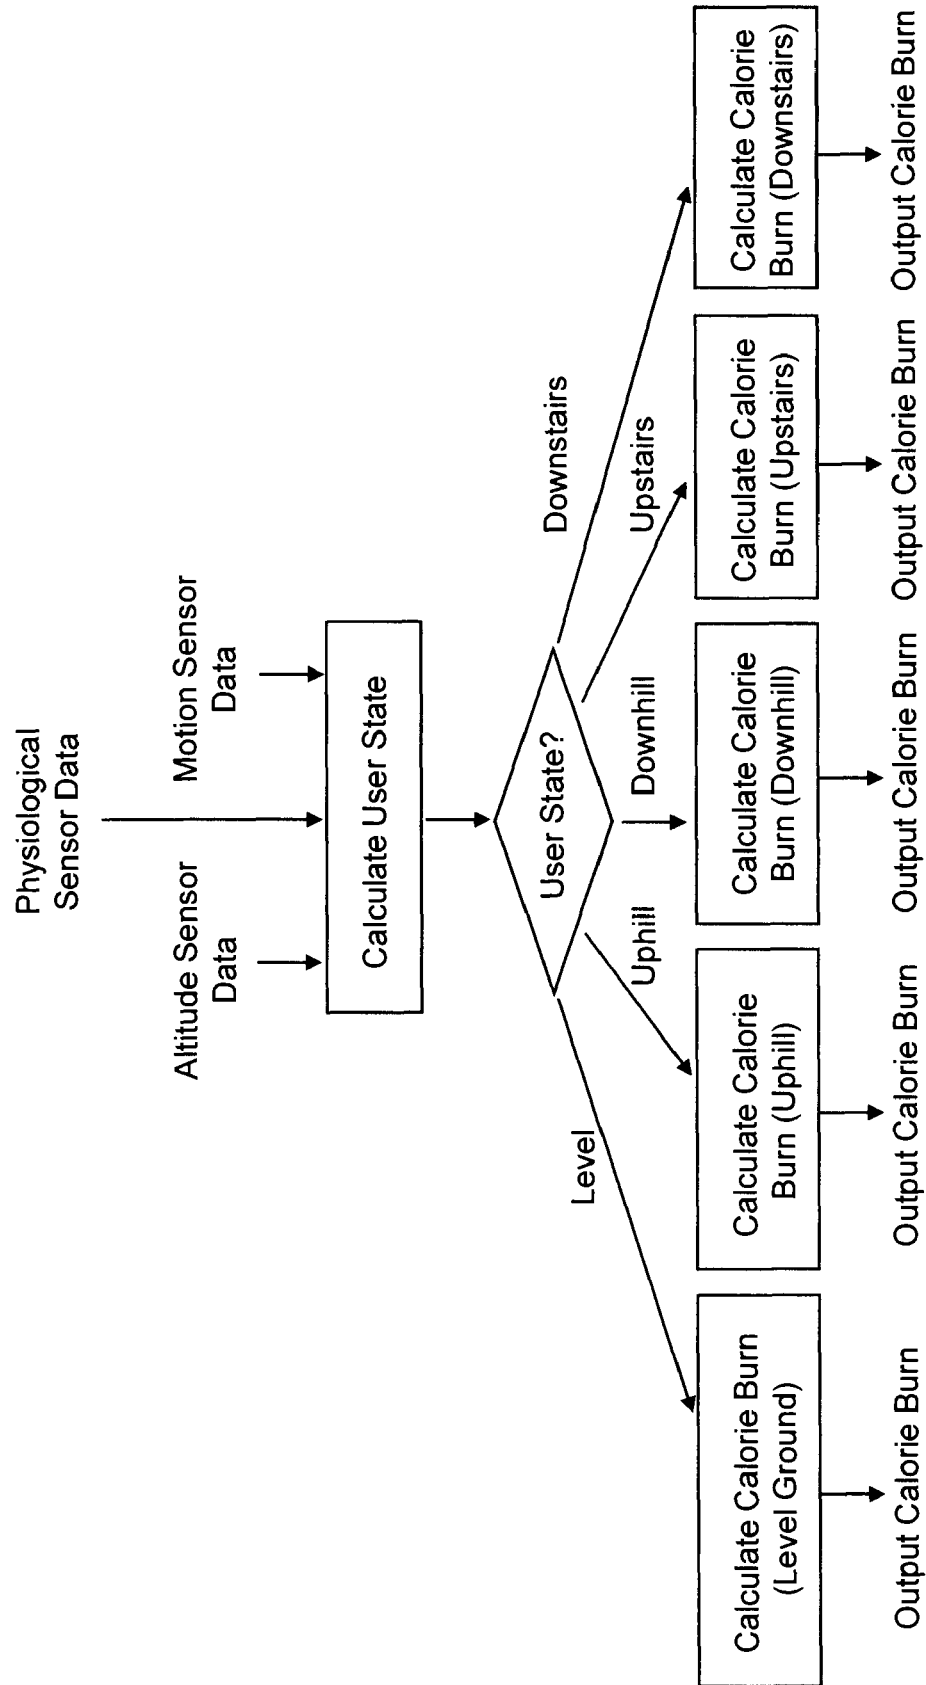 Physiological
Sensor Data
Altitude Sensor
Data
Motion Sensor
Data
Calculate User State
User State?
Level
Uphill
Downhill
Upstairs
Downstairs
Calculate Calorie Burn
(Level Ground)
Calculate Calorie
Burn (Uphill)
Calculate Calorie
Burn (Downhill)
Calculate Calorie
Burn (Upstairs)
Calculate Calorie
Burn (Downstairs)
Output Calorie Burn
Output Calorie Burn
Output Calorie Burn
Output Calorie Burn
Output Calorie Burn